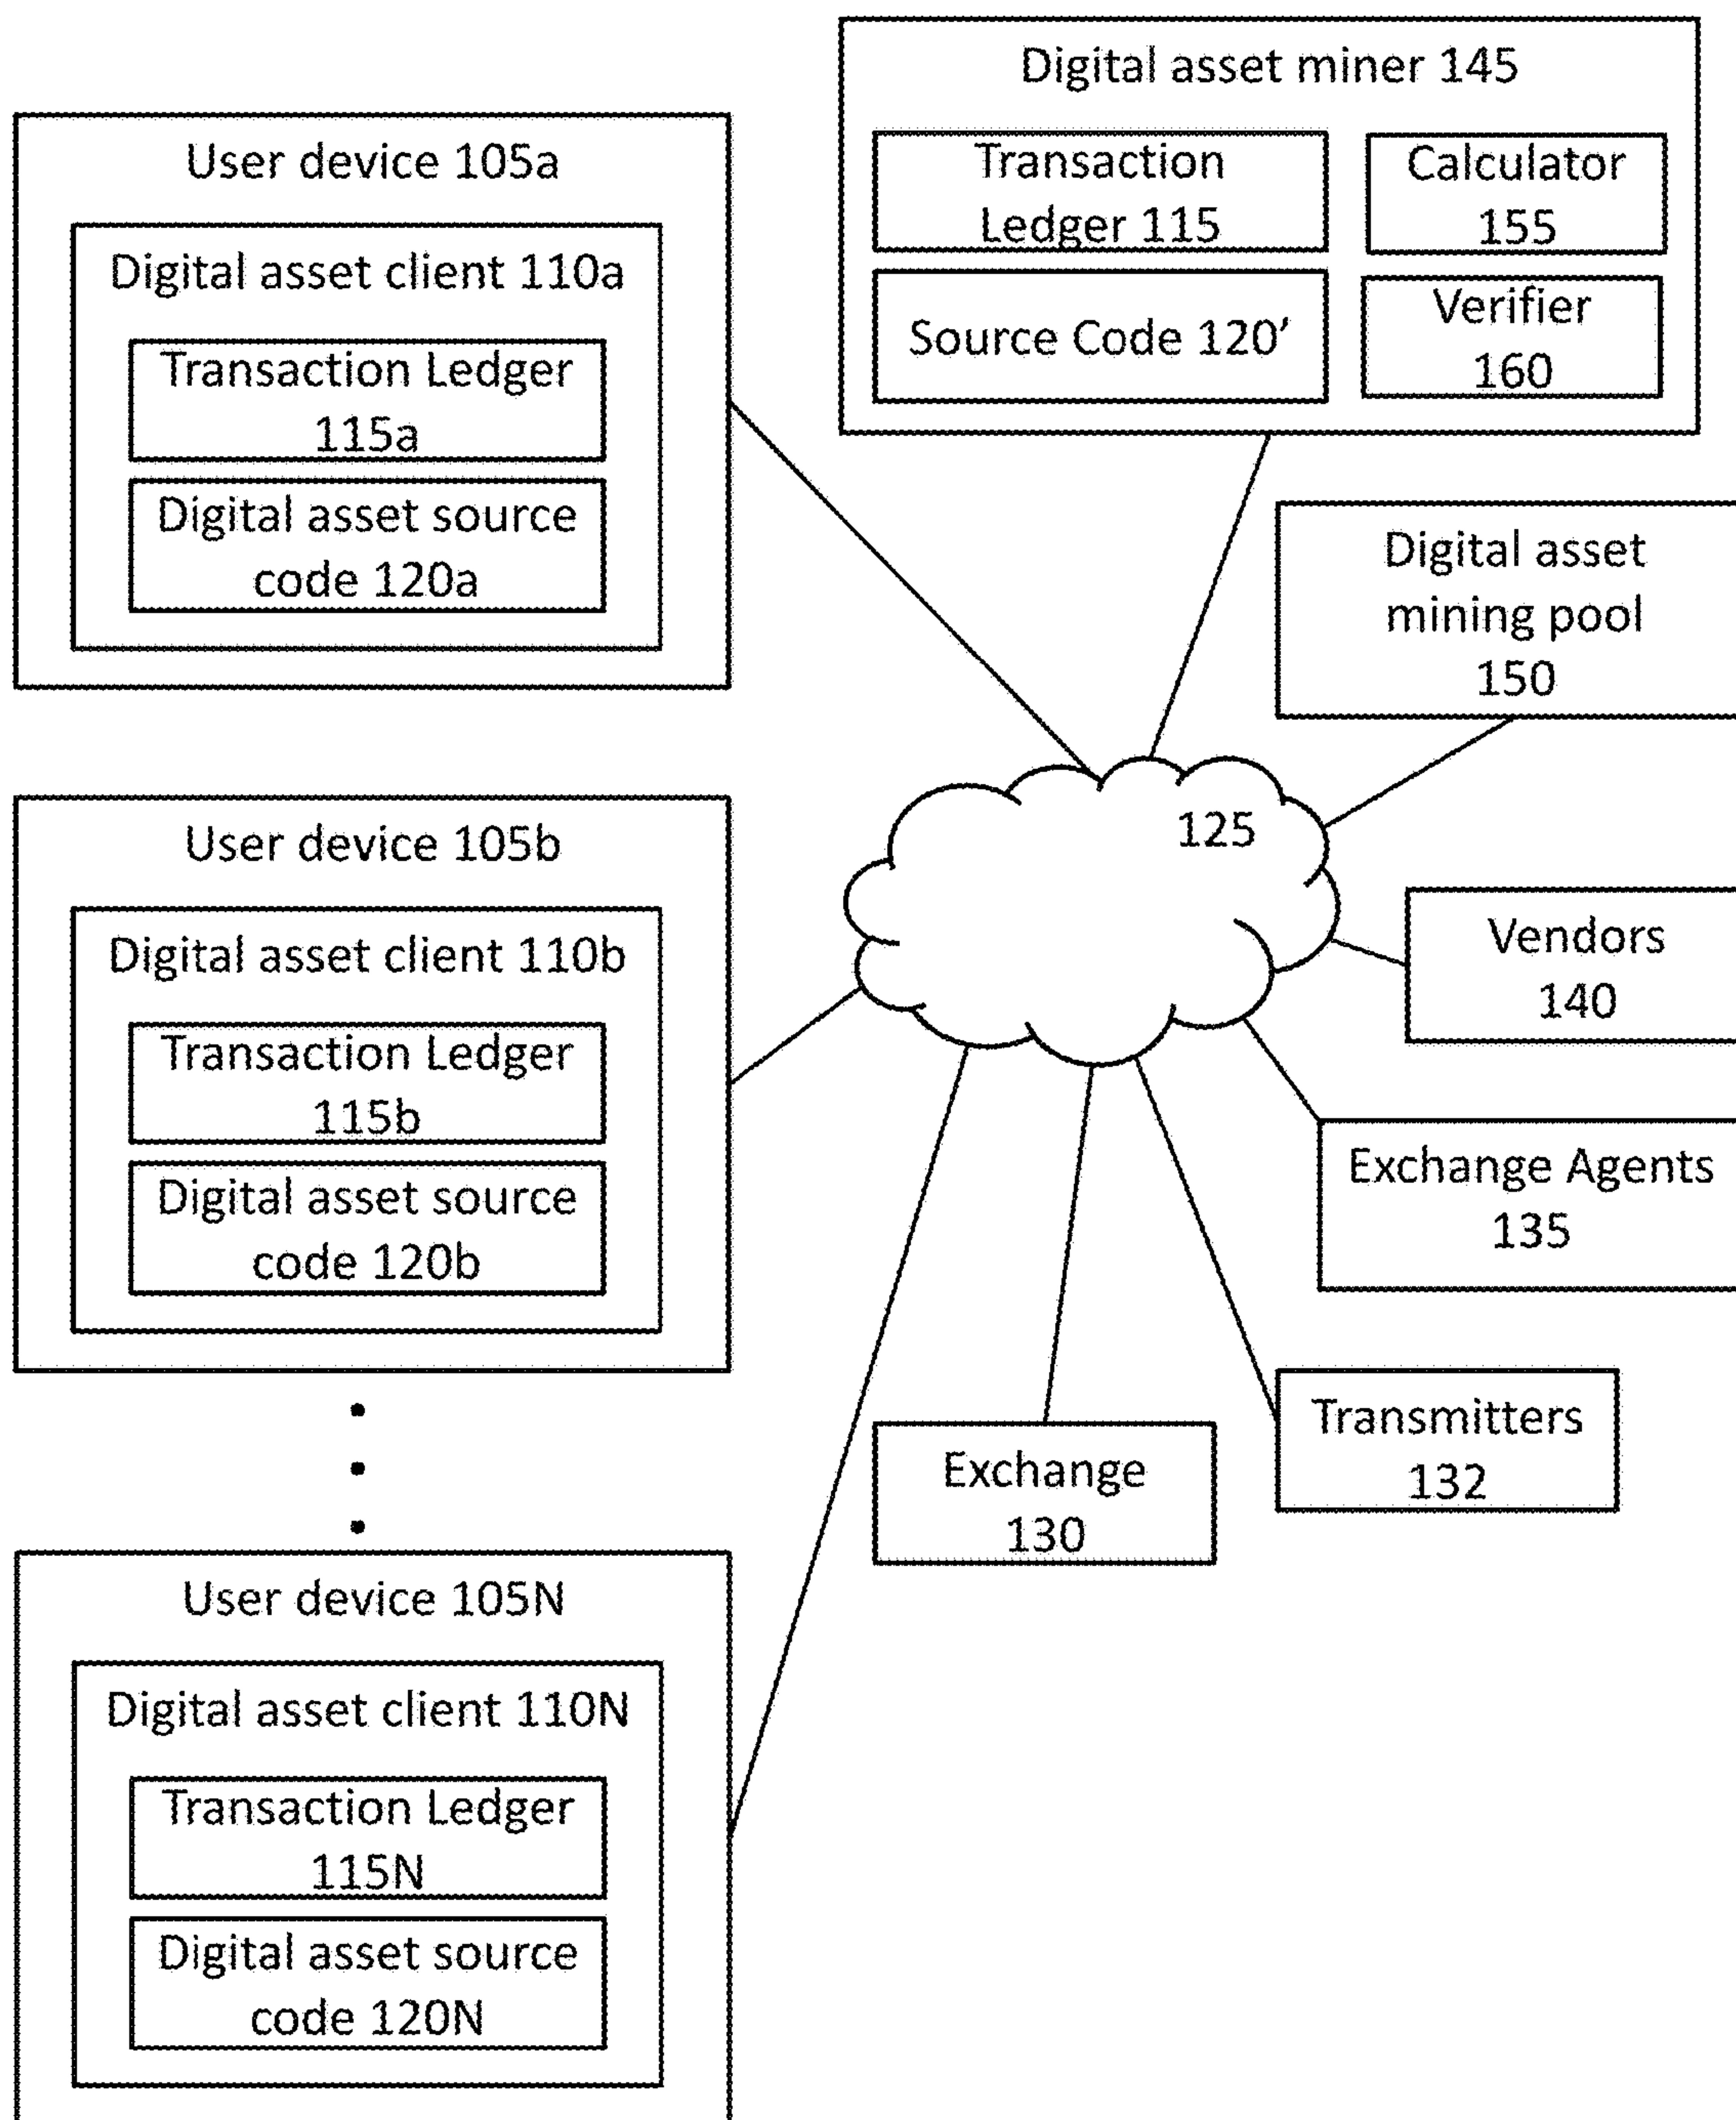 User device 105a
Digital asset client 110a
Transaction Ledger
115a
Digital asset source
code 120a
Digital asset miner 145
Transaction
Ledger 115
Calculator
155
Source Code 120’
Verifier
160
Digital asset
mining pool
150
125
User device 105b
Digital asset client 110b
Transaction Ledger
115b
Digital asset source
code 120b
Vendors
140
Exchange Agents
135
Transmitters
132
Exchange
130
User device 105N
Digital asset client 110N
Transaction Ledger
115N
Digital asset source
code 120N